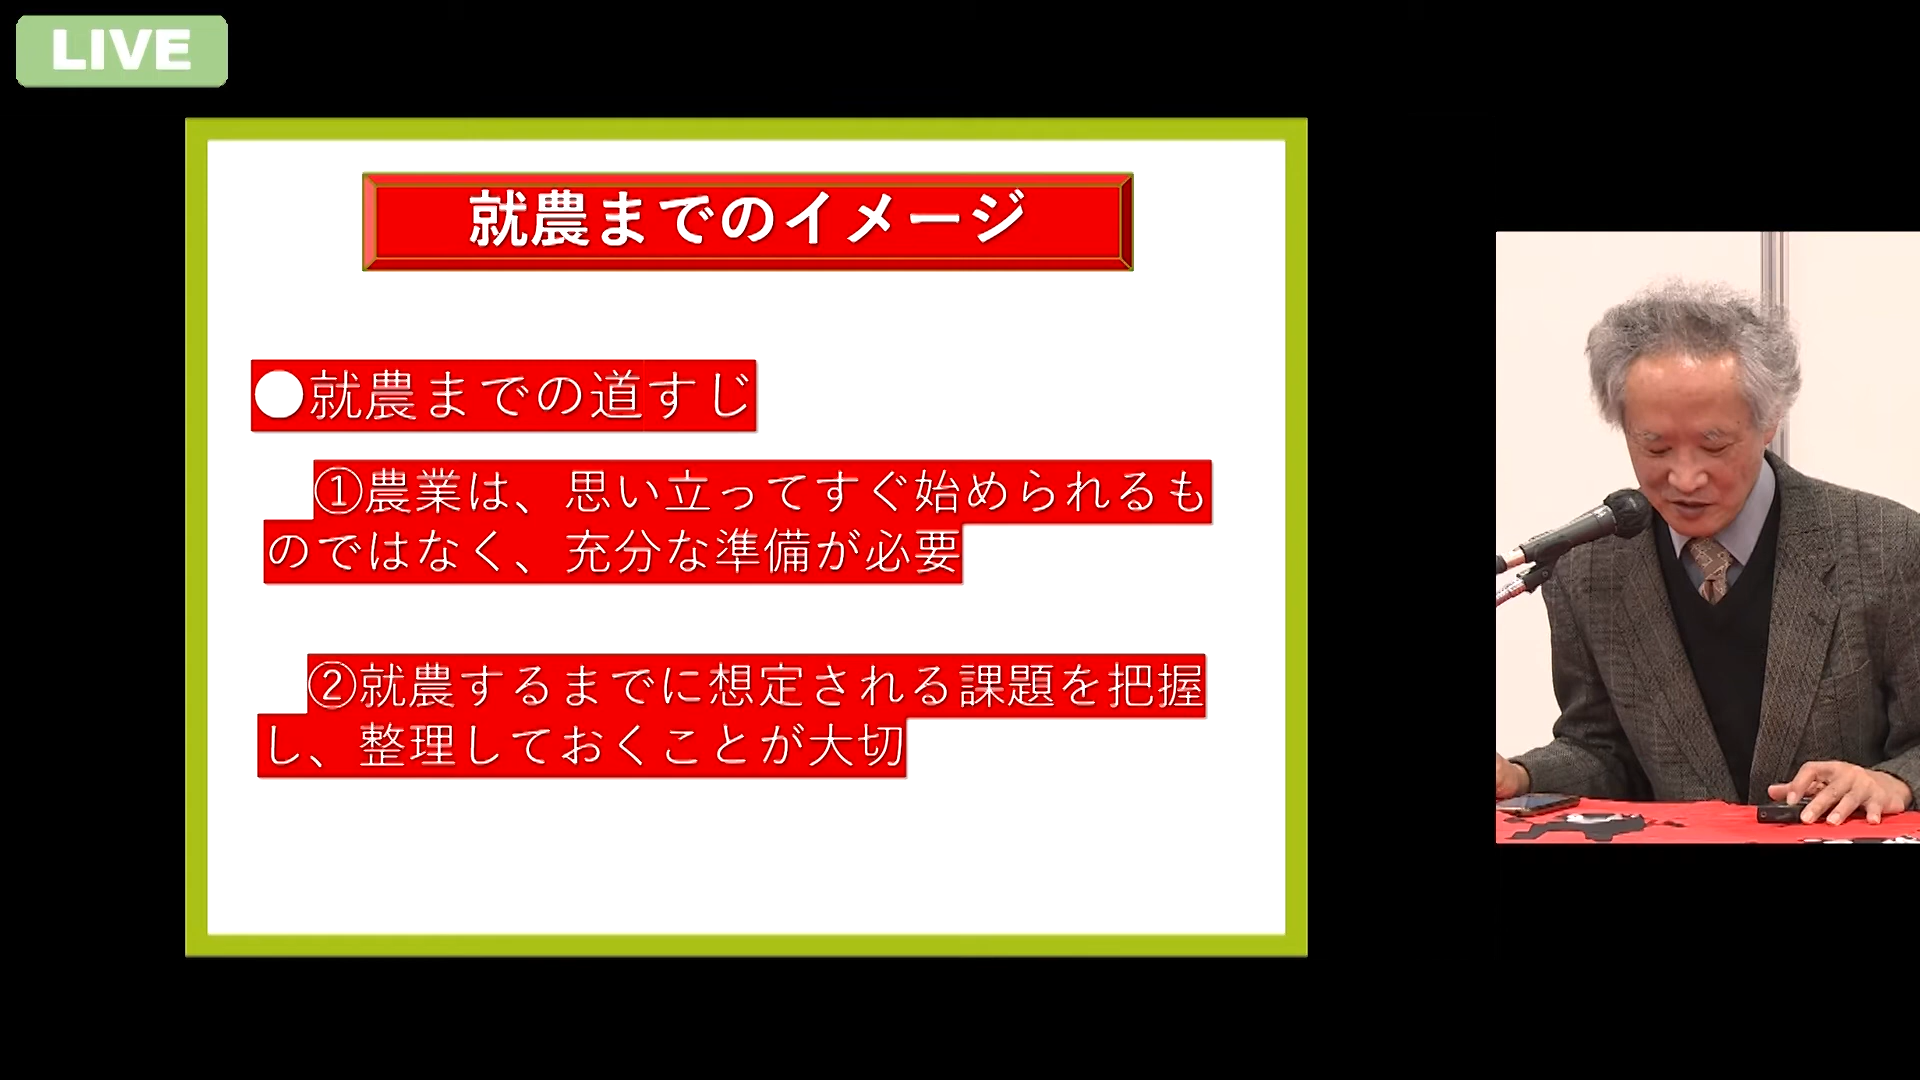 LIVE
就農までのイメージ
●就農までの道すじ
①農業は、思い立ってすぐ始められるも
のではなく、充分な準備が必要
②就農するまでに想定される課題を把握
し、整理しておくことが大切